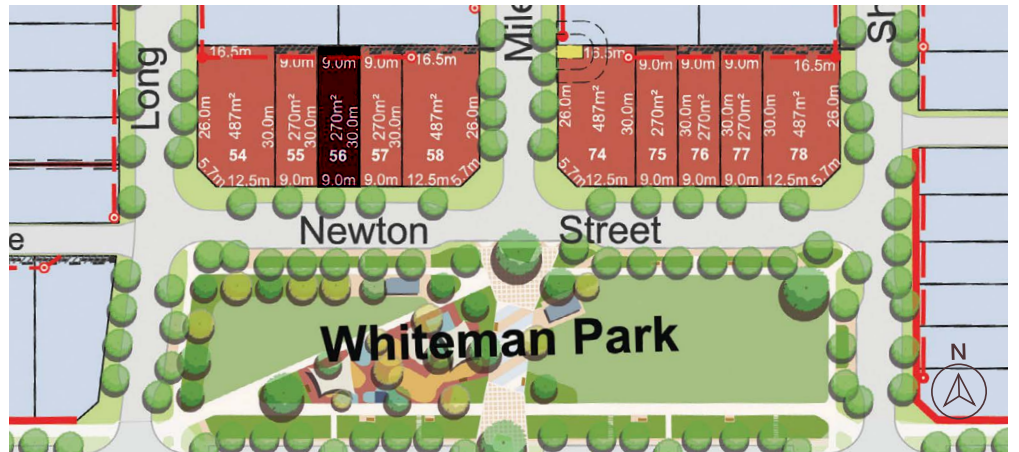 Long
Mile
Sh
16.5m
9.0m
9.0m
9.0m
16.5m
26.0m
487m²
30.0m
270m²
30.0m
270m²
30.0m
270m²
30.0m
487m²
26.0m
54
55
56
57
58
5.7m
12.5m
9.0m
9.0m
9.0m
12.5m
5.7m
16.5m
9.0m
9.0m
9.0m
16.5m
26.0m
487m²
30.0m
270m²
30.0m
270m²
30.0m
270m²
487m²
26.0m
74
75
76
77
78
5.7m
12.5m
9.0m
9.0m
9.0m
12.5m
5.7m
Newton Street
e
Whiteman Park
N